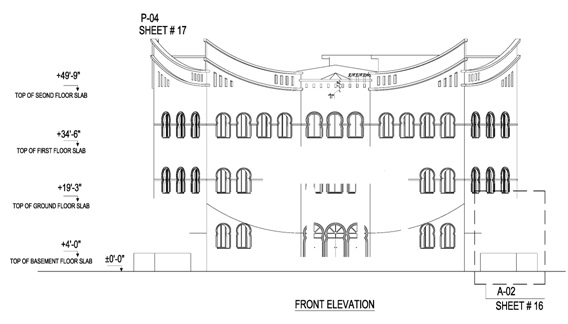 P-04
SHEET # 17
+49'-9"
TOP OF SEOND FLOOR SLAB
+34'-6"
TOP OF FIRST FLOOR SLAB
+19'-3"
TOP OF GROUND FLOOR SLAB
+4'-0"
TOP OF BASEMENT FLOOR SLAB
±0'-0"
A-02
SHEET # 16
FRONT ELEVATION